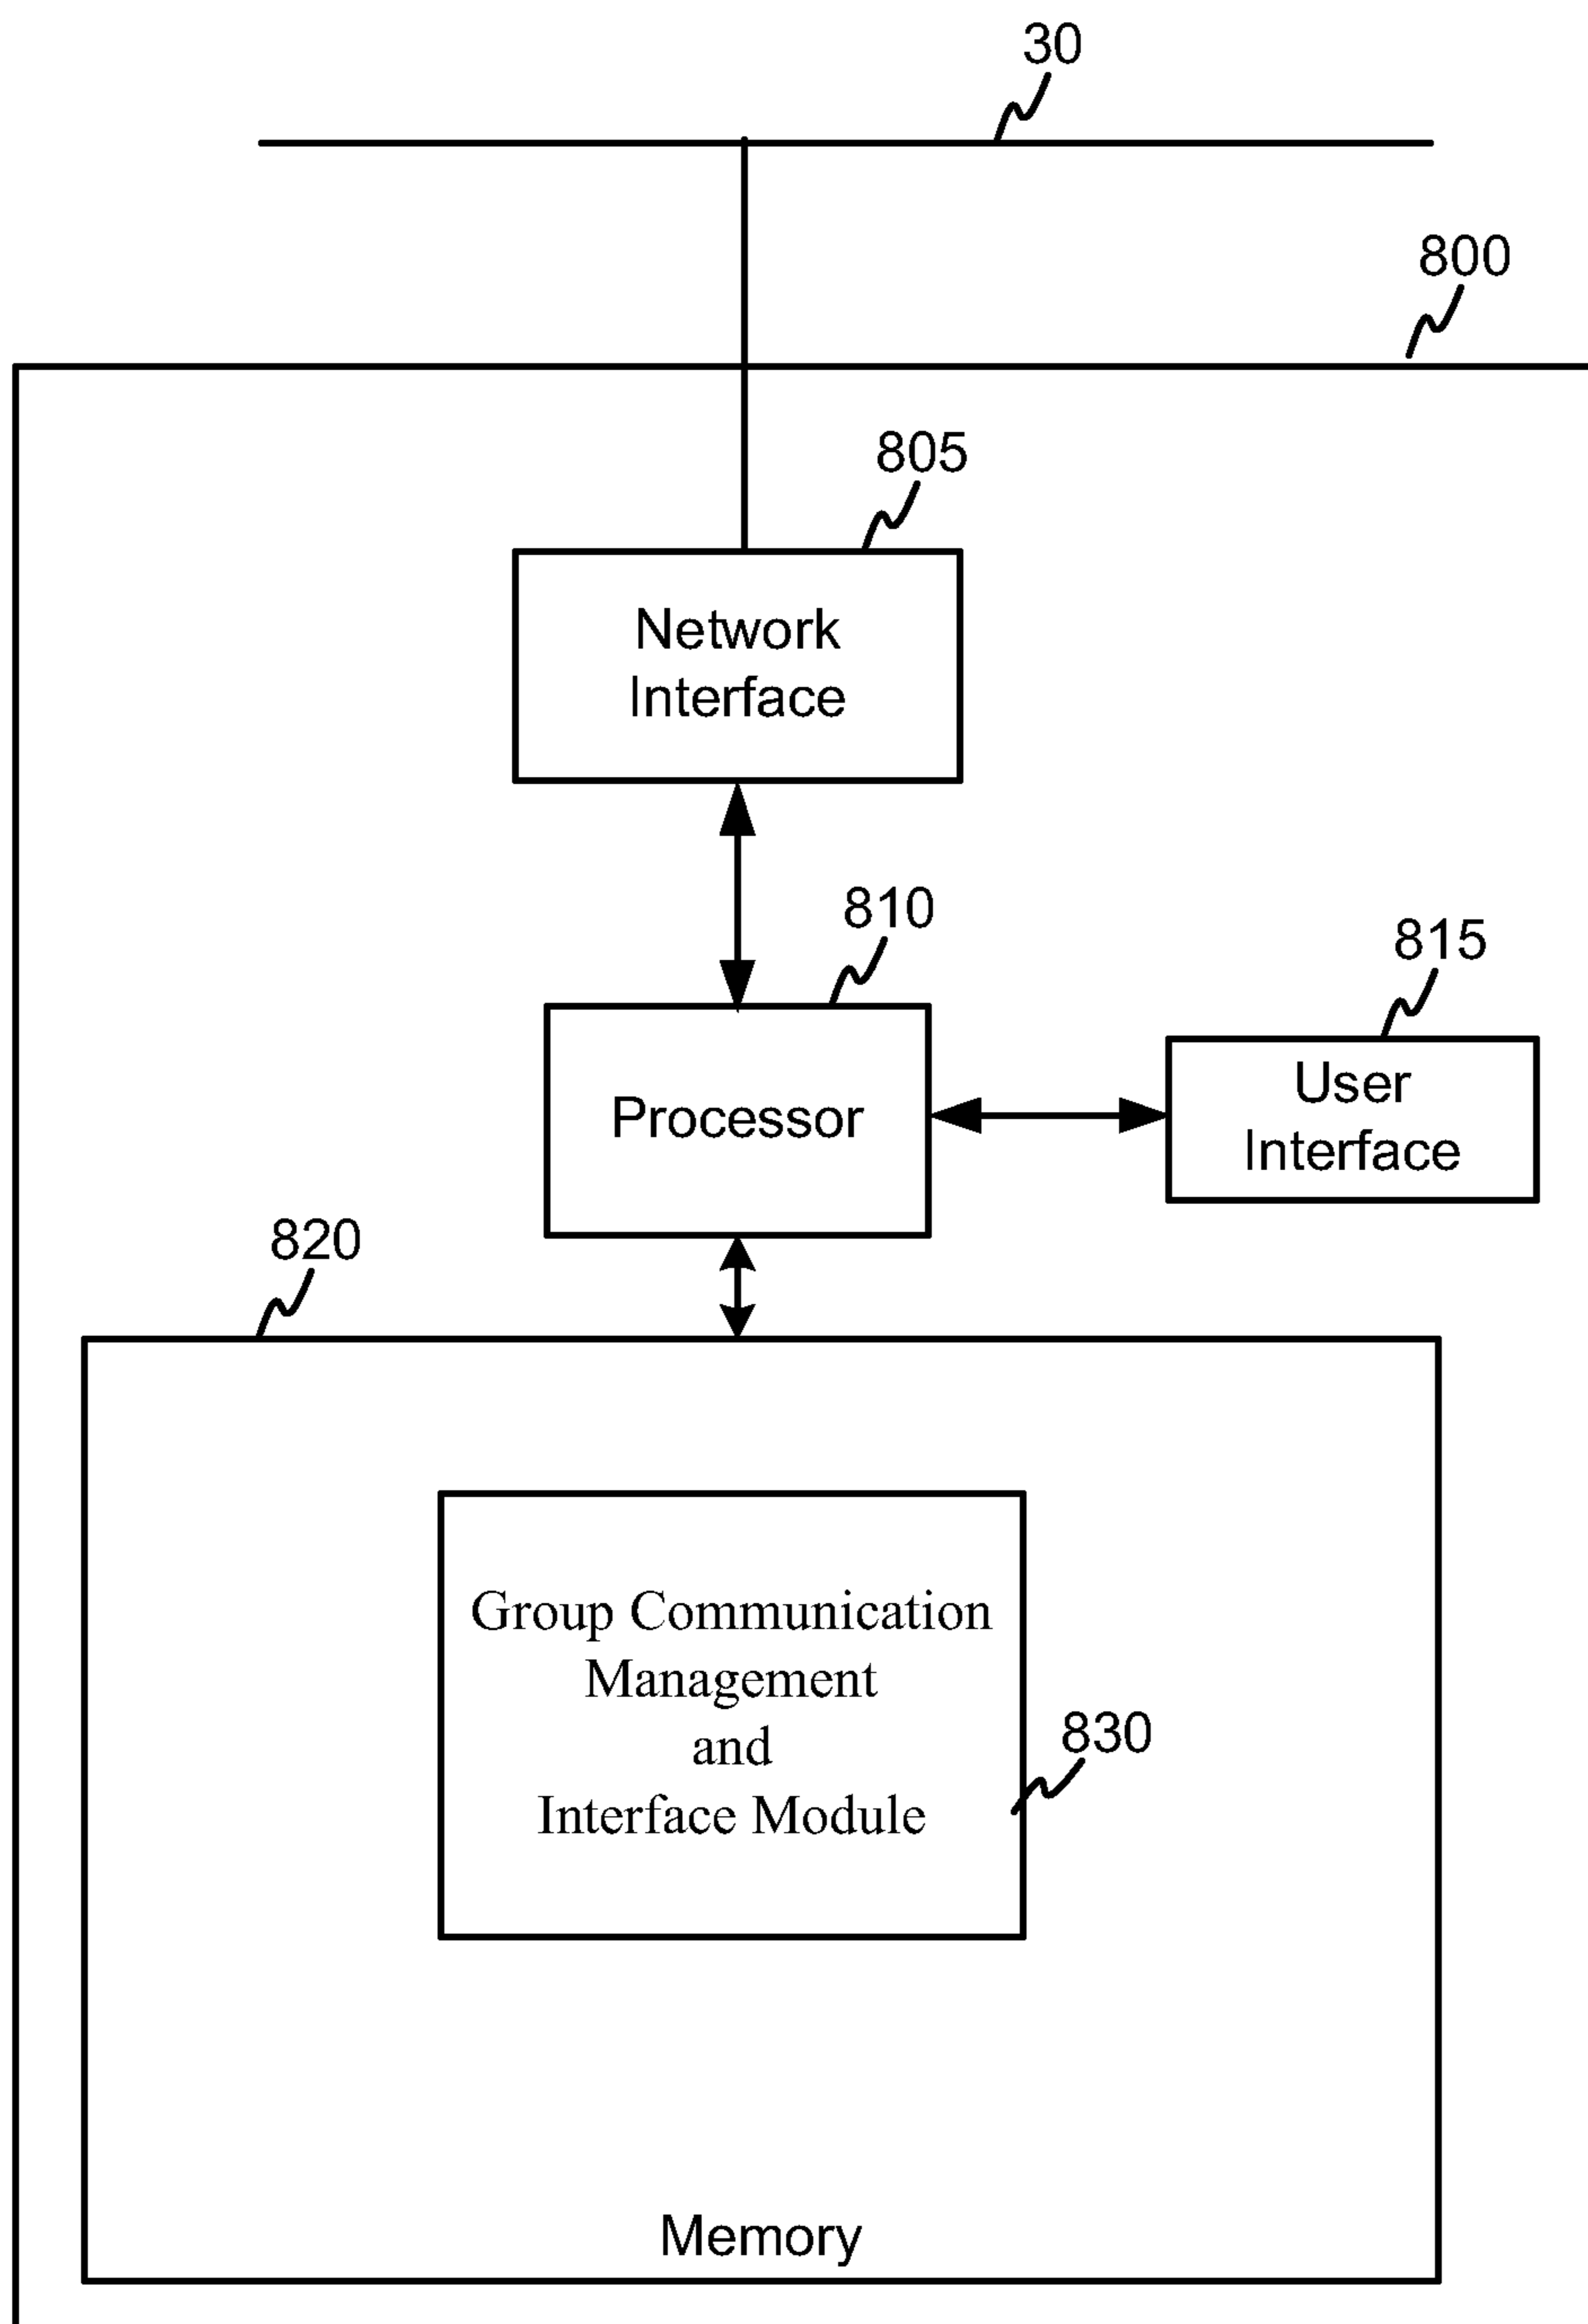 30
800
805
Network
Interface
810
815
Processor
User
Interface
820
Group Communication
Management
and
Interface Module
830
Memory